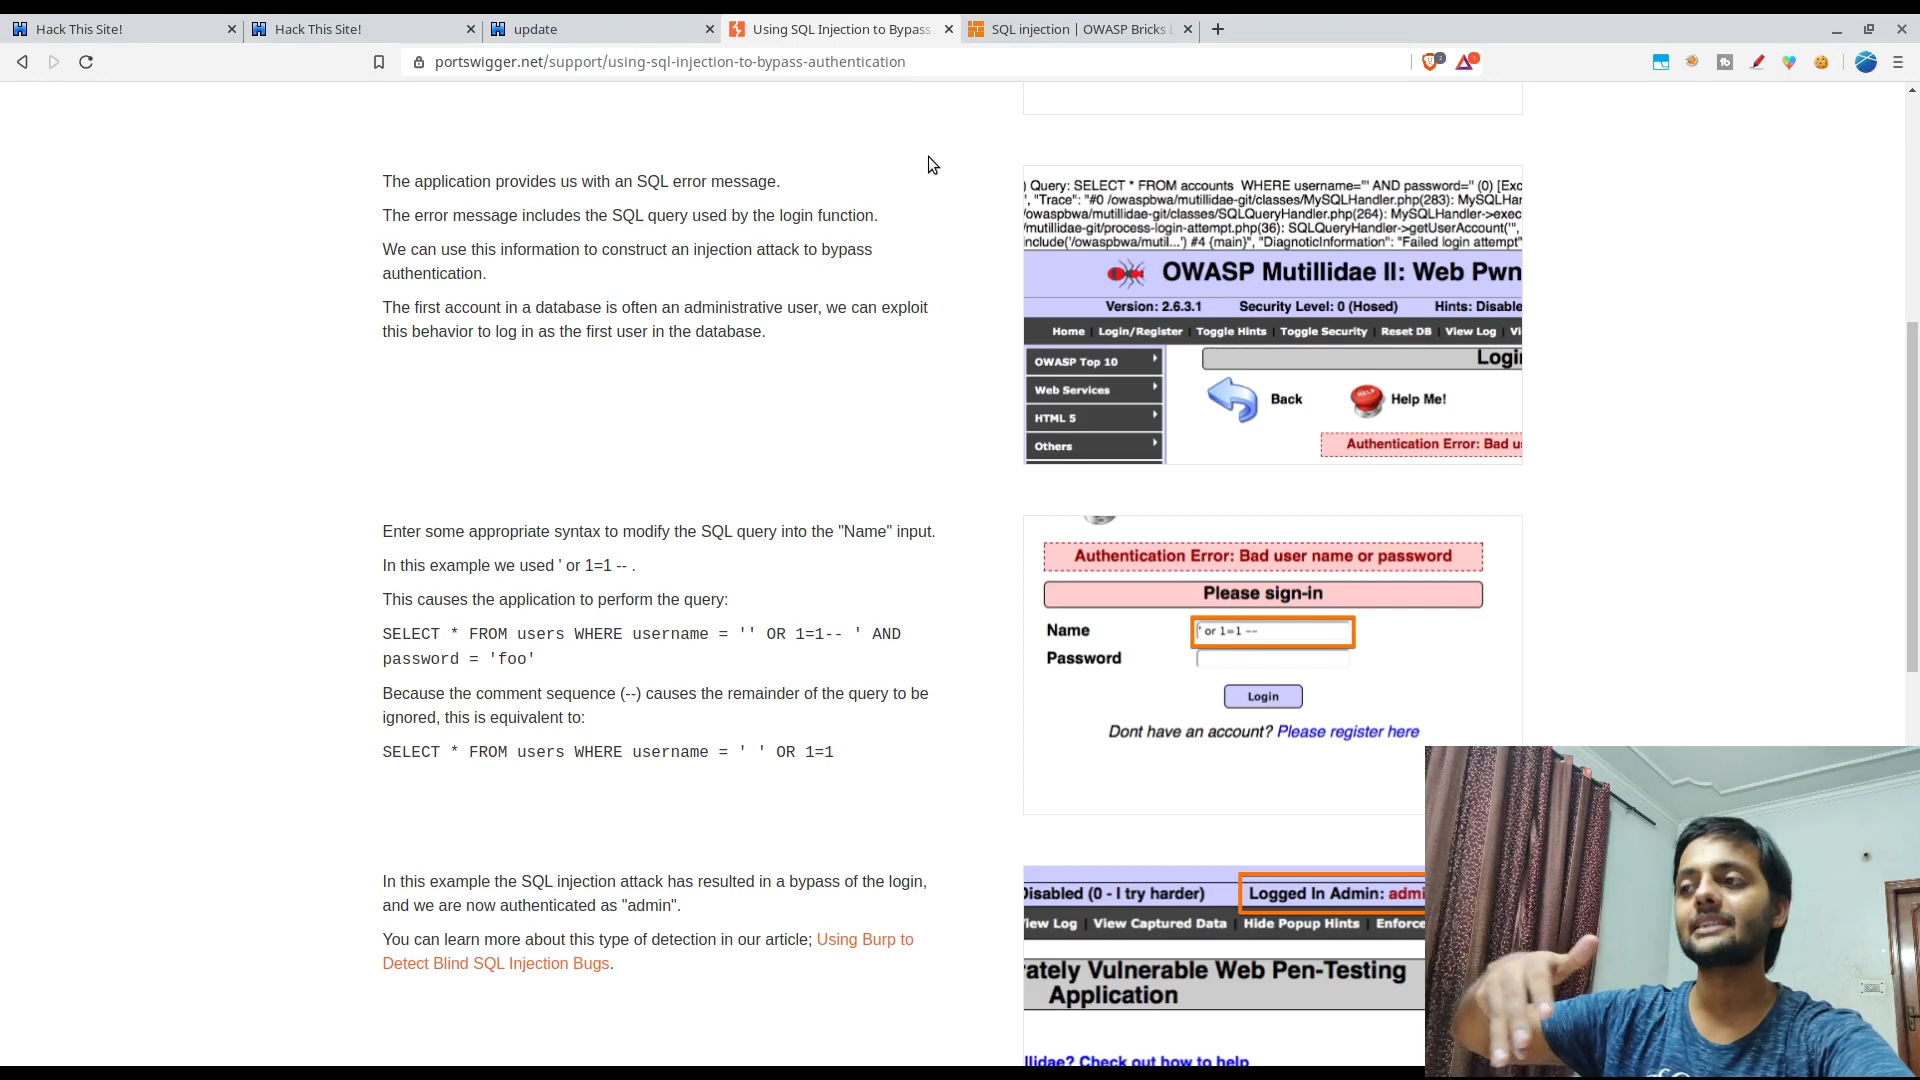 Hack This Site!
Hack This Site!
update
Using SQL Injection to Bypass
SQL injection | OWASP Bricks L
portswigger.net/support/using-sql-injection-to-bypass-authentication
The application provides us with an SQL error message.
The error message includes the SQL query used by the login function.
We can use this information to construct an injection attack to bypass
authentication.
The first account in a database is often an administrative user, we can exploit
this behavior to log in as the first user in the database.
) Query: SELECT * FROM accounts WHERE username=''' AND password='' (0) [Exc
', "Trace": "#0 /owaspbwa/mutillidae-git/classes/MySQLHandler.php(283): MySQLHan
/owaspbwa/mutillidae-git/classes/SQLQueryHandler.php(264): MySQLHandler->exec
/mutillidae-git/process-login-attempt.php(36): SQLQueryHandler->getUserAccount(''',
include('/owaspbwa/mutil...') #4 {main}", "DiagnosticInformation": "Failed login attempt"
OWASP Mutillidae II: Web Pwn
Version: 2.6.3.1 Security Level: 0 (Hosed) Hints: Disable
Home | Login/Register | Toggle Hints | Toggle Security | Reset DB | View Log | Vi
OWASP Top 10
Web Services
HTML 5
Others
Login
Back
HELP
Help Me!
Authentication Error: Bad u
Enter some appropriate syntax to modify the SQL query into the "Name" input.
In this example we used ' or 1=1 -- .
This causes the application to perform the query:
SELECT * FROM users WHERE username = '' OR 1=1-- ' AND
password = 'foo'
Because the comment sequence (--) causes the remainder of the query to be
ignored, this is equivalent to:
SELECT * FROM users WHERE username = ' ' OR 1=1
Authentication Error: Bad user name or password
Please sign-in
Name
' or 1=1 --
Password
Login
Dont have an account? Please register here
In this example the SQL injection attack has resulted in a bypass of the login,
and we are now authenticated as "admin".
You can learn more about this type of detection in our article; Using Burp to
Detect Blind SQL Injection Bugs.
Disabled (0 - I try harder) Logged In Admin: admi
View Log | View Captured Data | Hide Popup Hints | Enforce
rately Vulnerable Web Pen-Testing
Application
llidae? Check out how to help